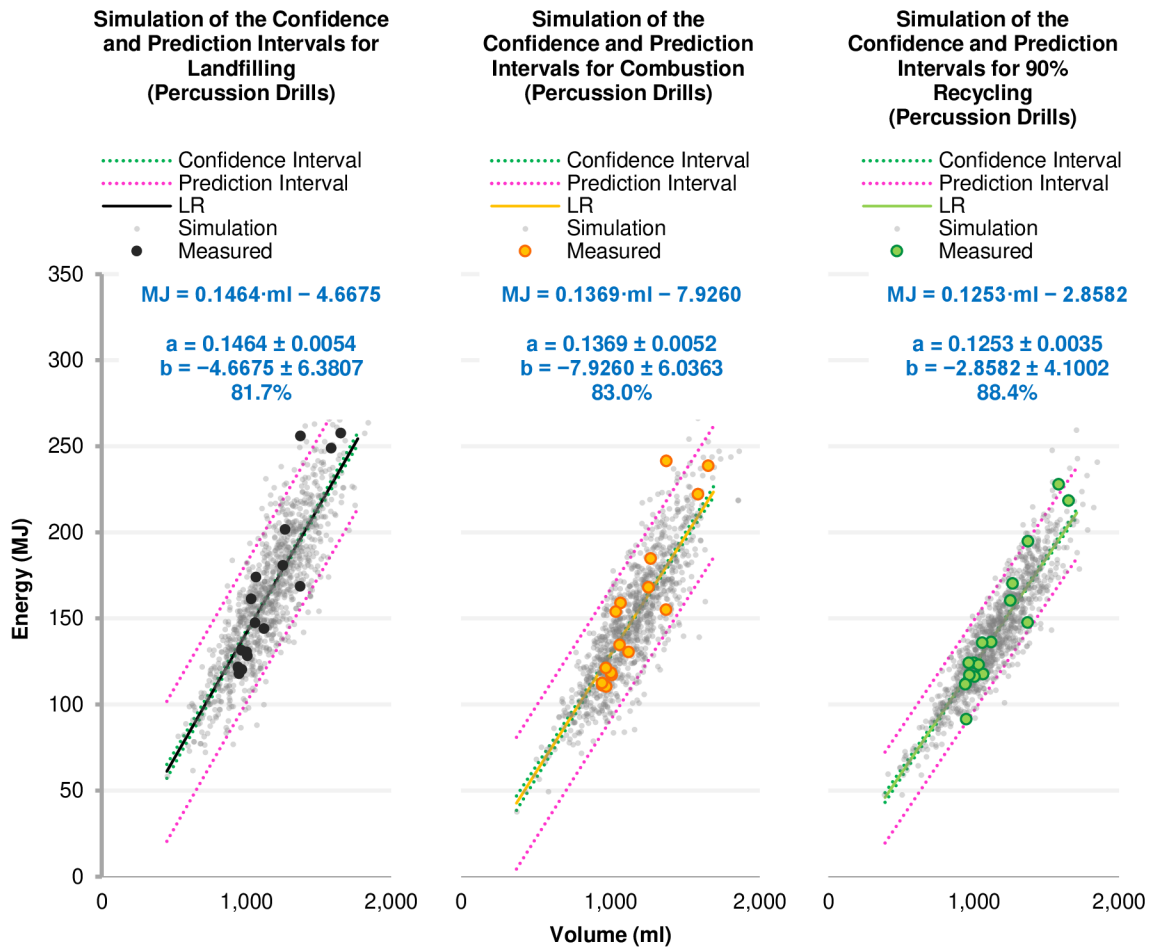 Simulation of the Confidence
and Prediction Intervals for
Landfilling
(Percussion Drills)
Simulation of the
Confidence and Prediction
Intervals for Combustion
(Percussion Drills)
Simulation of the
Confidence and Prediction
Intervals for 90%
Recycling
(Percussion Drills)
Confidence Interval
Prediction Interval
LR
Simulation
Measured
Confidence Interval
Prediction Interval
LR
Simulation
Measured
Confidence Interval
Prediction Interval
LR
Simulation
Measured
MJ = 0.1464·ml − 4.6675
a = 0.1464 ± 0.0054
b = −4.6675 ± 6.3807
81.7%
MJ = 0.1369·ml − 7.9260
a = 0.1369 ± 0.0052
b = −7.9260 ± 6.0363
83.0%
MJ = 0.1253·ml − 2.8582
a = 0.1253 ± 0.0035
b = −2.8582 ± 4.1002
88.4%
Energy (MJ)
350
300
250
200
150
100
50
0
0 1,000 2,000
0 1,000 2,000
0 1,000 2,000
Volume (ml)